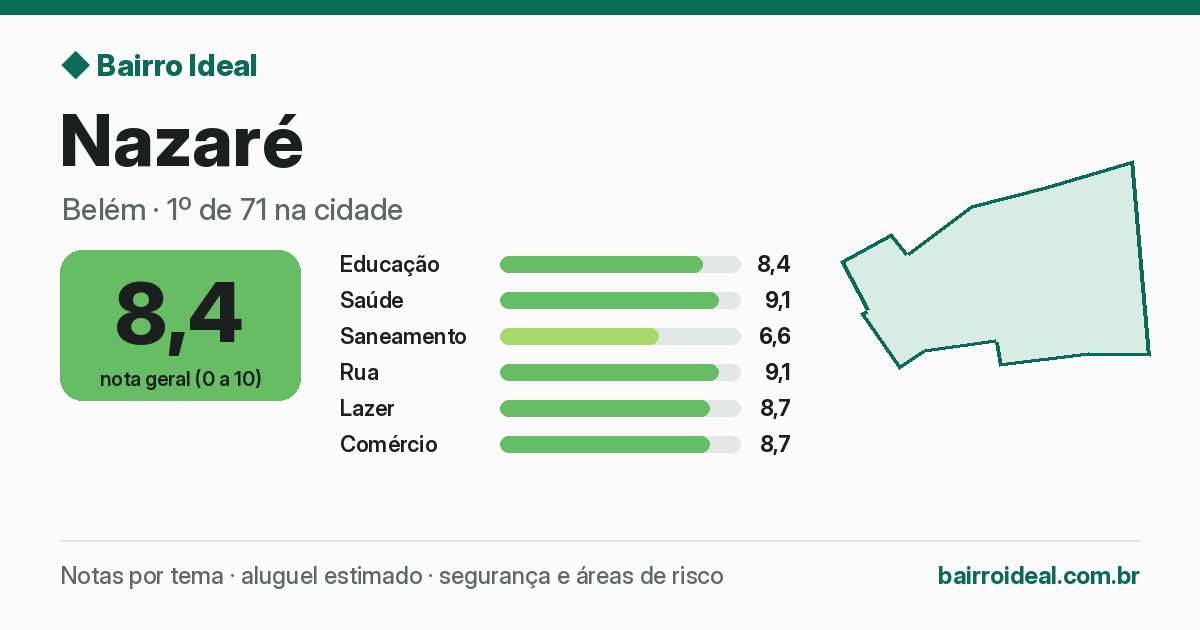 Bairro Ideal
Nazaré
Belém · 1º de 71 na cidade
8,4
nota geral (0 a 10)
Educação 8,4
Saúde 9,1
Saneamento 6,6
Rua 9,1
Lazer 8,7
Comércio 8,7
Notas por tema · aluguel estimado · segurança e áreas de risco
bairroideal.com.br